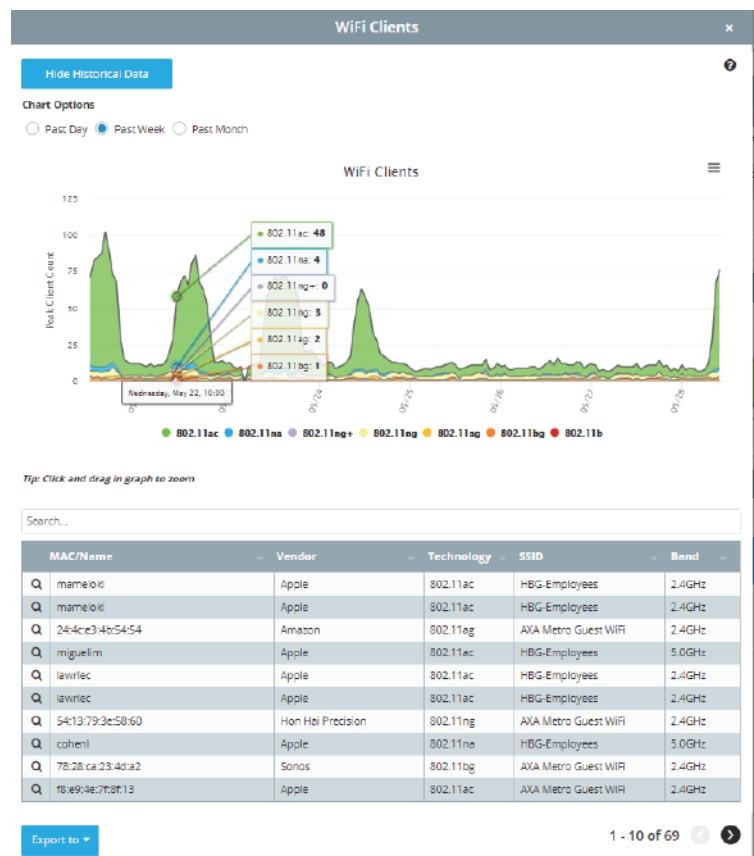 WiFi Clients ×
Hide Historical Data
Chart Options
Past Day Past Week Past Month
WiFi Clients
Peak Client Count
125
100
75
50
25
0
802.11ac: 48
802.11na: 4
802.11ng+: 0
802.11ng: 3
802.11ag: 2
802.11bg: 1
Wednesday, May 22, 10:00
05/24
05/25
05/26
05/27
05/28
802.11ac 802.11na 802.11ng+ 802.11ng 802.11ag 802.11bg 802.11b
Tip: Click and drag in graph to zoom
Search...
MAC/Name Vendor Technology SSID Band
mameloki Apple 802.11ac HBG-Employees 2.4GHz
mameloki Apple 802.11ac HBG-Employees 2.4GHz
24:4c:e3:4b:54:54 Amazon 802.11ag AXA Metro Guest WiFi 2.4GHz
miguelim Apple 802.11ac HBG-Employees 5.0GHz
lawrlec Apple 802.11ac HBG-Employees 2.4GHz
lawrlec Apple 802.11ac HBG-Employees 2.4GHz
54:13:79:3e:58:60 Hon Hai Precision 802.11ng AXA Metro Guest WiFi 2.4GHz
cohenl Apple 802.11na HBG-Employees 5.0GHz
78:28:ca:23:4d:a2 Sonos 802.11bg AXA Metro Guest WiFi 2.4GHz
f8:e9:4e:7f:8f:13 Apple 802.11ac AXA Metro Guest WiFi 2.4GHz
Export to
1 - 10 of 69